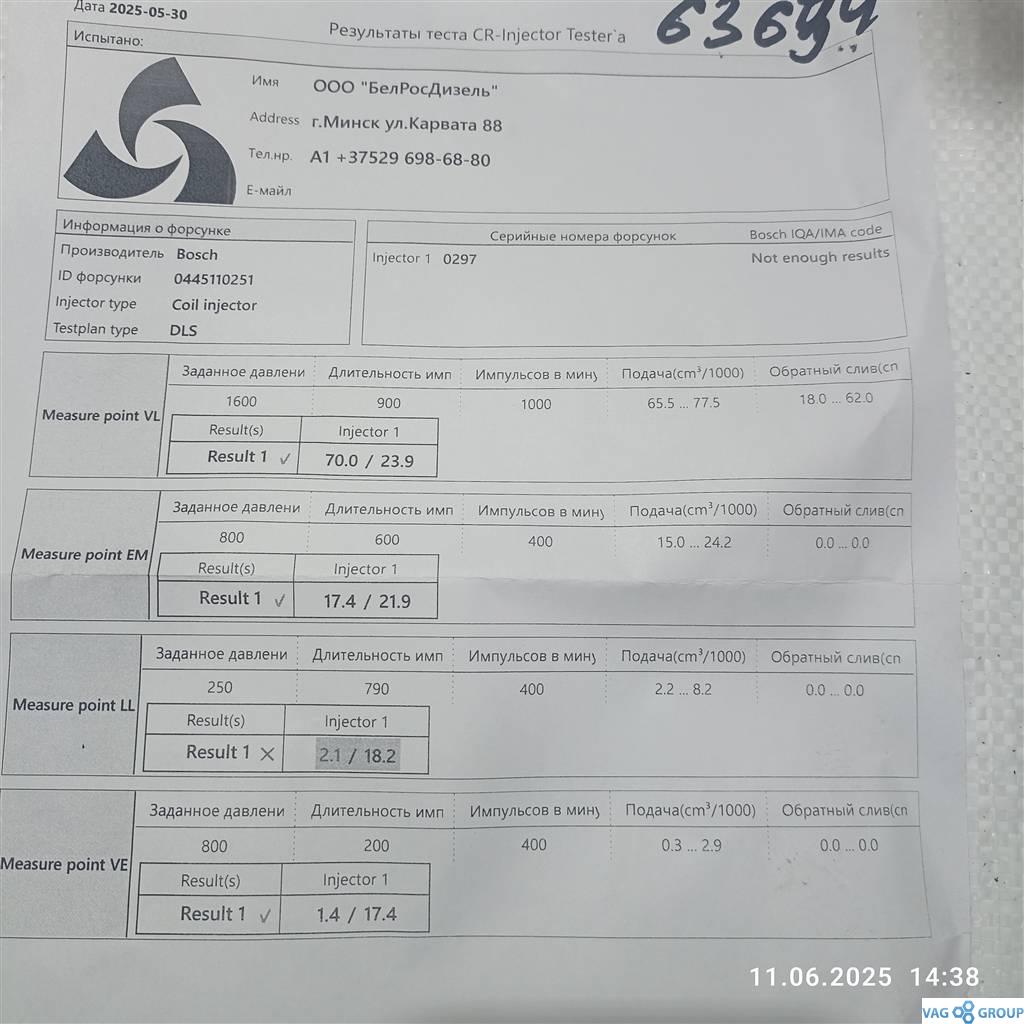 Дата 2025-05-30
Результаты теста CR-Injector Tester`a
63644
Испытано:
Имя ООО "БелРосДизель"
Address г.Минск ул.Карвата 88
Тел.нр. А1 +37529 698-68-80
Е-майл
Информация о форсунке
Производитель Bosch
ID форсунки 0445110251
Injector type Coil injector
Testplan type DLS
Серийные номера форсунок Bosch IQA/IMA code
Injector 1 0297 Not enough results
Measure point VL
Заданное давлени Длительность имп Импульсов в мину Подача(cm³/1000) Обратный слив(сп
1600 900 1000 65.5 ... 77.5 18.0 ... 62.0
Result(s) Injector 1
Result 1 ✓ 70.0 / 23.9
Measure point EM
Заданное давлени Длительность имп Импульсов в мину Подача(cm³/1000) Обратный слив(сп
800 600 400 15.0 ... 24.2 0.0 ... 0.0
Result(s) Injector 1
Result 1 ✓ 17.4 / 21.9
Measure point LL
Заданное давлени Длительность имп Импульсов в мину Подача(cm³/1000) Обратный слив(сп
250 790 400 2.2 ... 8.2 0.0 ... 0.0
Result(s) Injector 1
Result 1 ✗ 2.1 / 18.2
Measure point VE
Заданное давлени Длительность имп Импульсов в мину Подача(cm³/1000) Обратный слив(сп
800 200 400 0.3 ... 2.9 0.0 ... 0.0
Result(s) Injector 1
Result 1 ✓ 1.4 / 17.4
11.06.2025 14:38
VAG GROUP